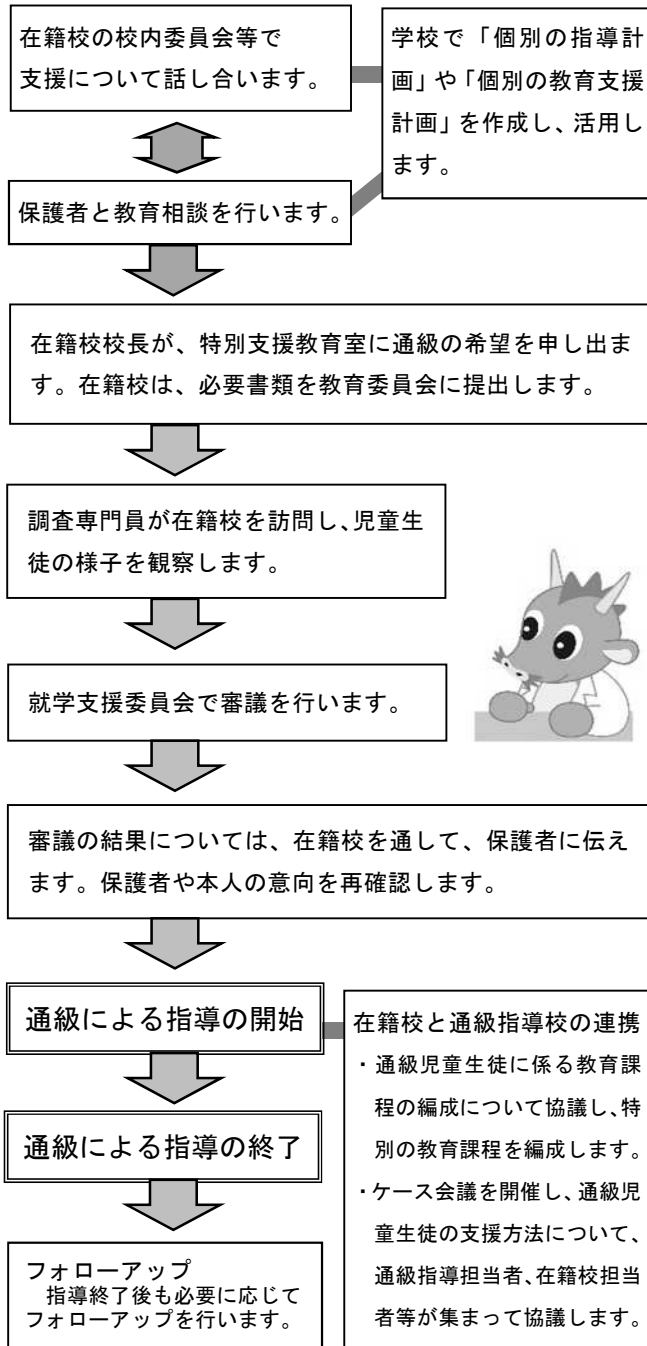 在籍校の校内委員会等で
支援について話し合います。
学校で「個別の指導計
画」や「個別の教育支援
計画」を作成し、活用し
ます。
保護者と教育相談を行います。
在籍校校長が、特別支援教育室に通級の希望を申し出ま
す。在籍校は、必要書類を教育委員会に提出します。
調査専門員が在籍校を訪問し、児童生
徒の様子を観察します。
就学支援委員会で審議を行います。
審議の結果については、在籍校を通して、保護者に伝え
ます。保護者や本人の意向を再確認します。
通級による指導の開始
通級による指導の終了
フォローアップ
指導終了後も必要に応じて
フォローアップを行います。
在籍校と通級指導校の連携
・通級児童生徒に係る教育課
程の編成について協議し、特
別の教育課程を編成します。
・ケース会議を開催し、通級児
童生徒の支援方法について、
通級指導担当者、在籍校担当
者等が集まって協議します。